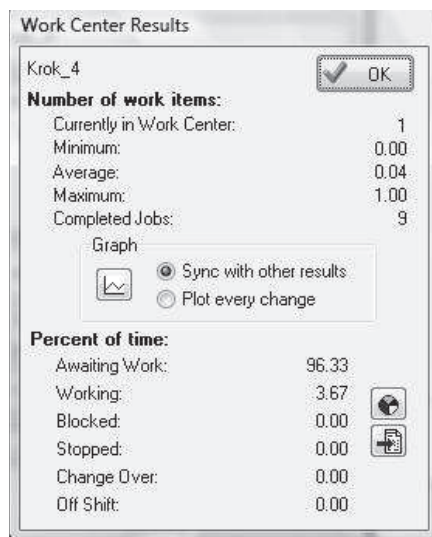 Work Center Results
Krok_4 OK
Number of work items:
Currently in Work Center: 1
Minimum: 0.00
Average: 0.04
Maximum: 1.00
Completed Jobs: 9
Graph
Sync with other results
Plot every change
Percent of time:
Awaiting Work: 96.33
Working: 3.67
Blocked: 0.00
Stopped: 0.00
Change Over: 0.00
Off Shift: 0.00